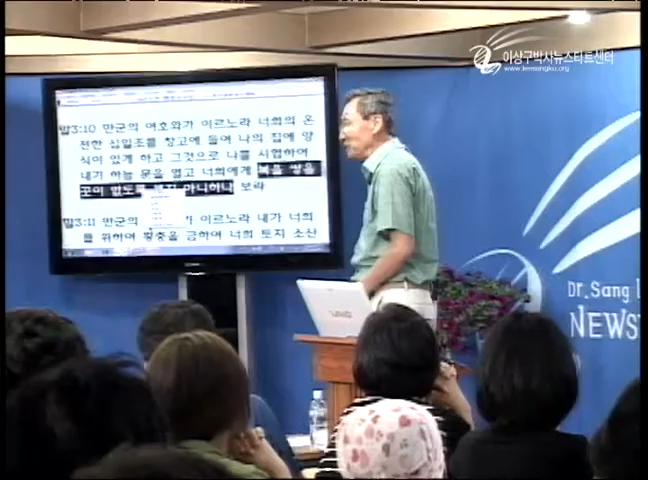 이상구박사뉴스타트센터
www.leesangku.org
말3:10 만군의 여호와가 이르노라 너희의 온
전한 십일조를 창고에 들여 나의 집에 양
식이 있게 하고 그것으로 나를 시험하여
내가 하늘 문을 열고 너희에게 복을 쌓을
곳이 없도록 붓지 아니하나 보라
말3:11 만군의 이르노라 내가 너희
를 위하여 황충을 금하여 너희 토지 소산
Dr.Sang
NEWS
VAIO